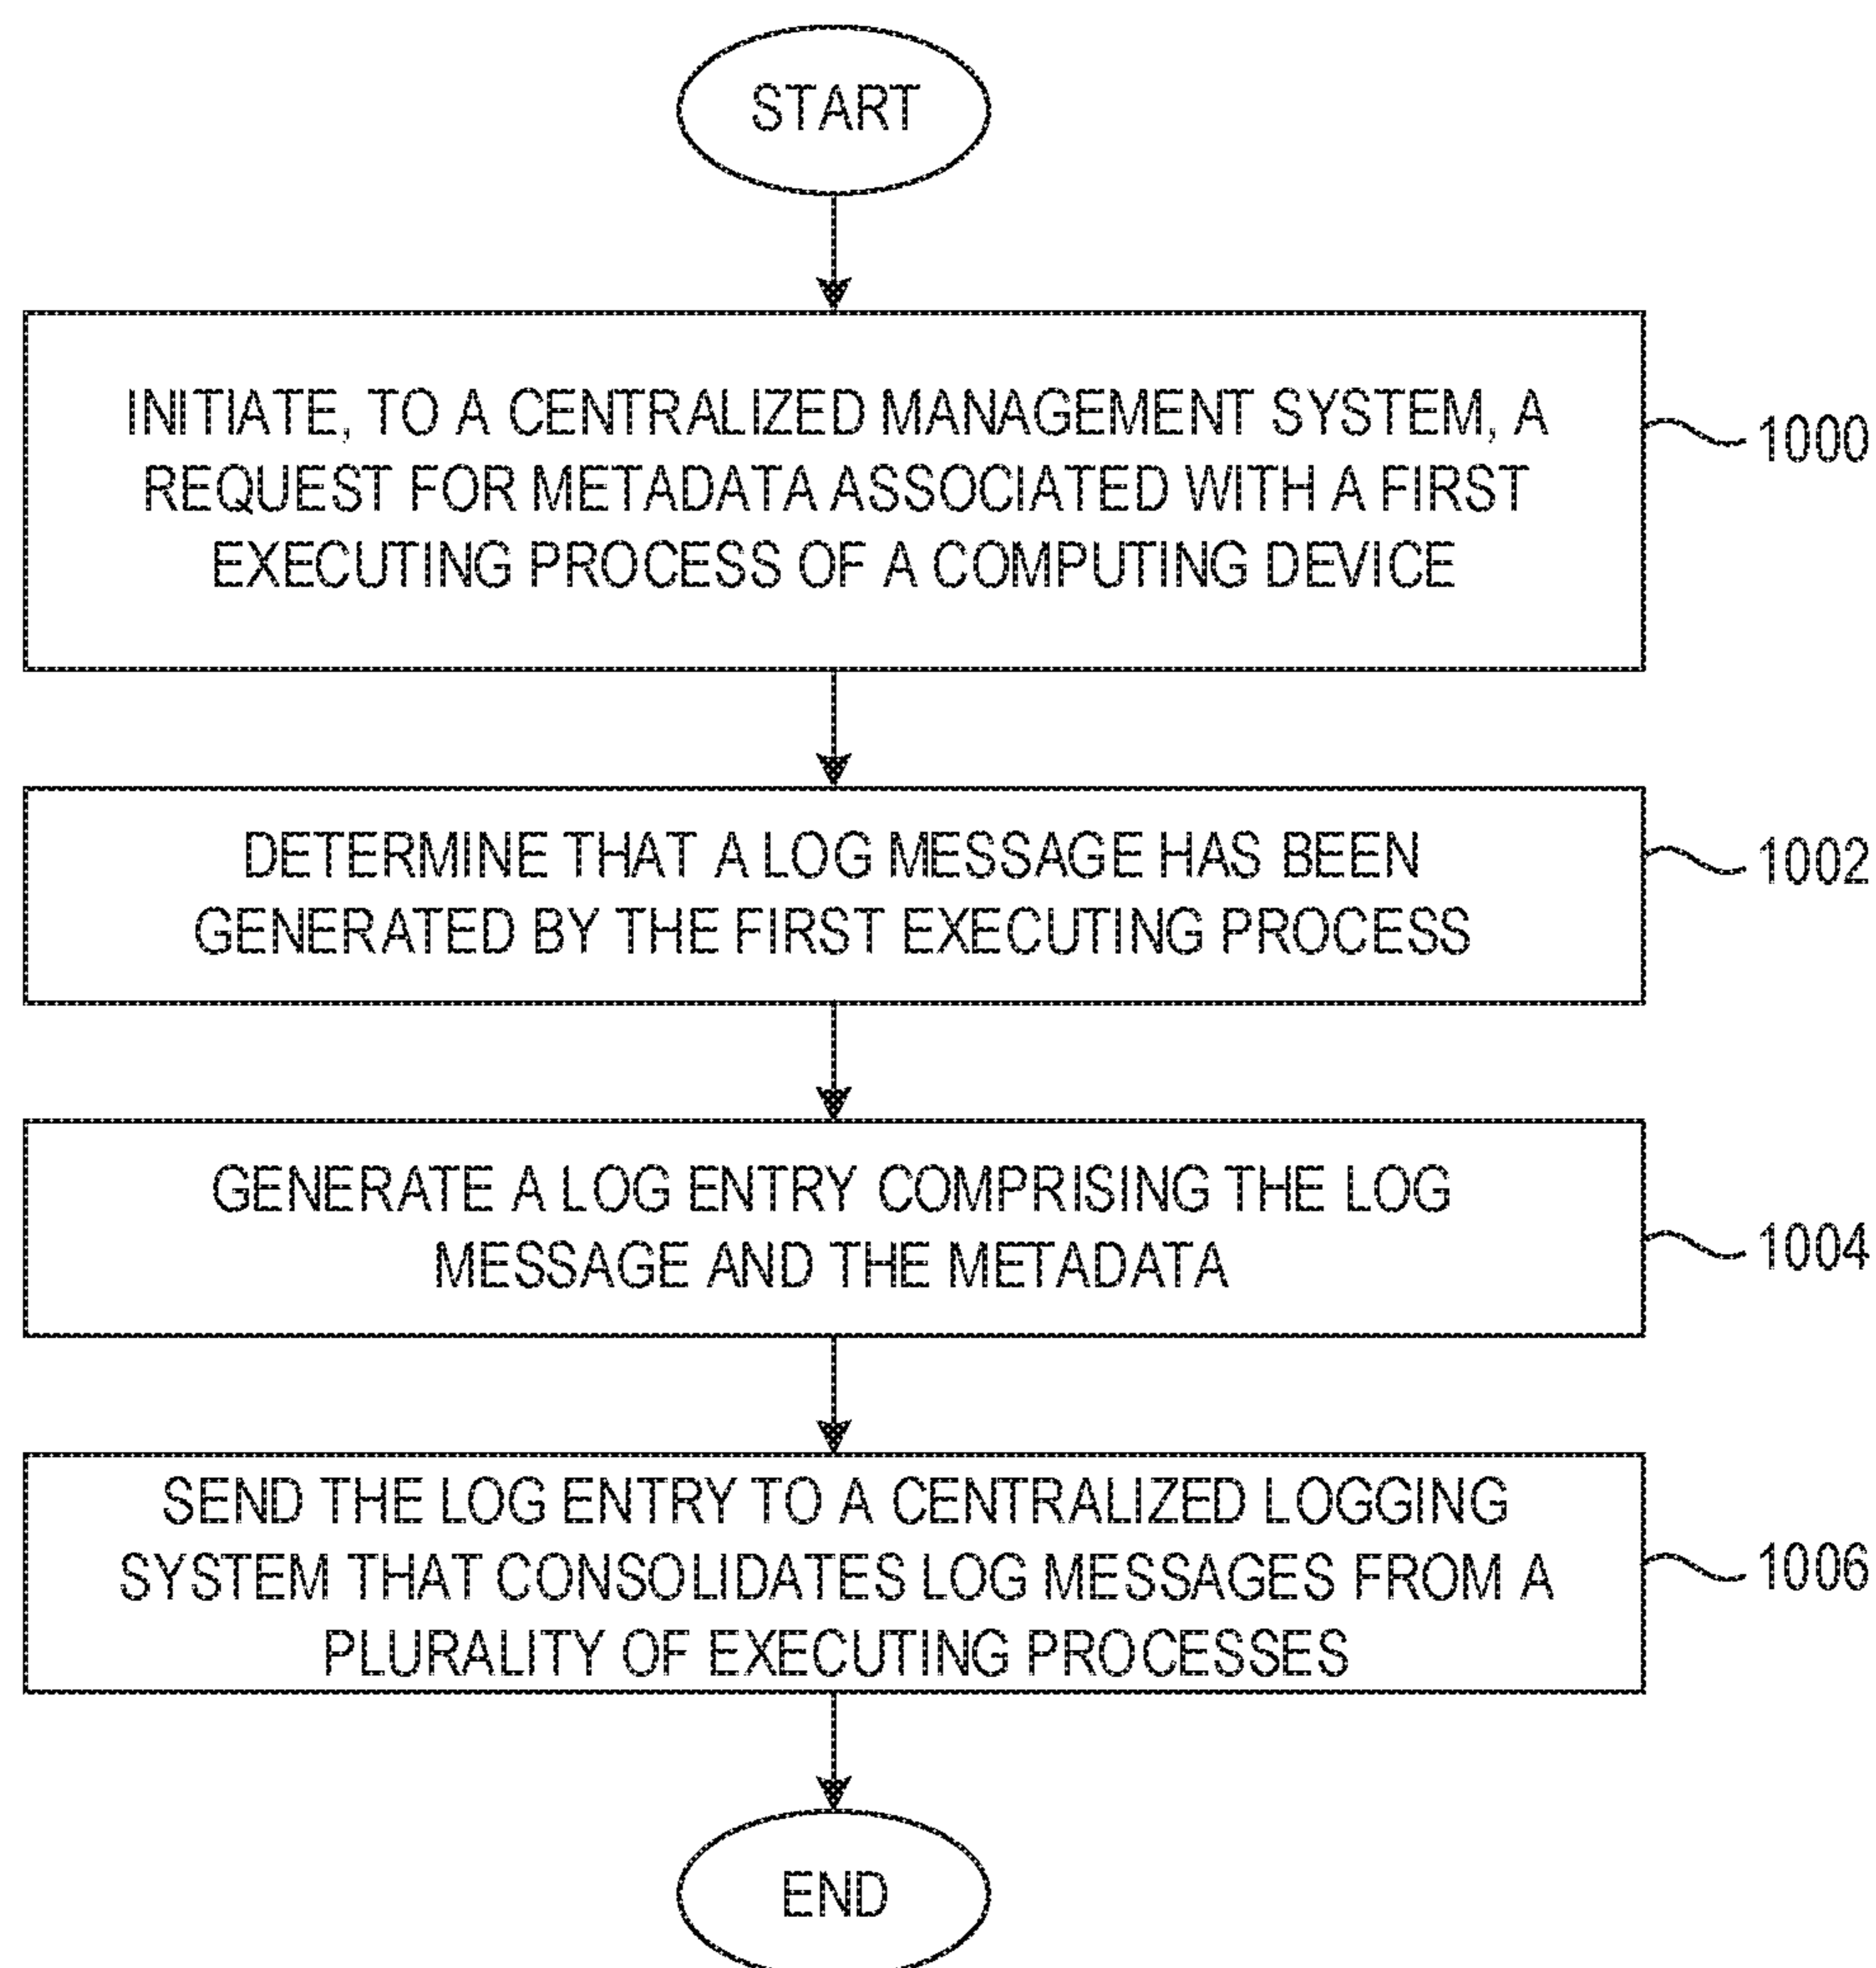 START
INITIATE, TO A CENTRALIZED MANAGEMENT SYSTEM, A
REQUEST FOR METADATA ASSOCIATED WITH A FIRST
EXECUTING PROCESS OF A COMPUTING DEVICE
1000
DETERMINE THAT A LOG MESSAGE HAS BEEN
GENERATED BY THE FIRST EXECUTING PROCESS
1002
GENERATE A LOG ENTRY COMPRISING THE LOG
MESSAGE AND THE METADATA
1004
SEND THE LOG ENTRY TO A CENTRALIZED LOGGING
SYSTEM THAT CONSOLIDATES LOG MESSAGES FROM A
PLURALITY OF EXECUTING PROCESSES
1006
END